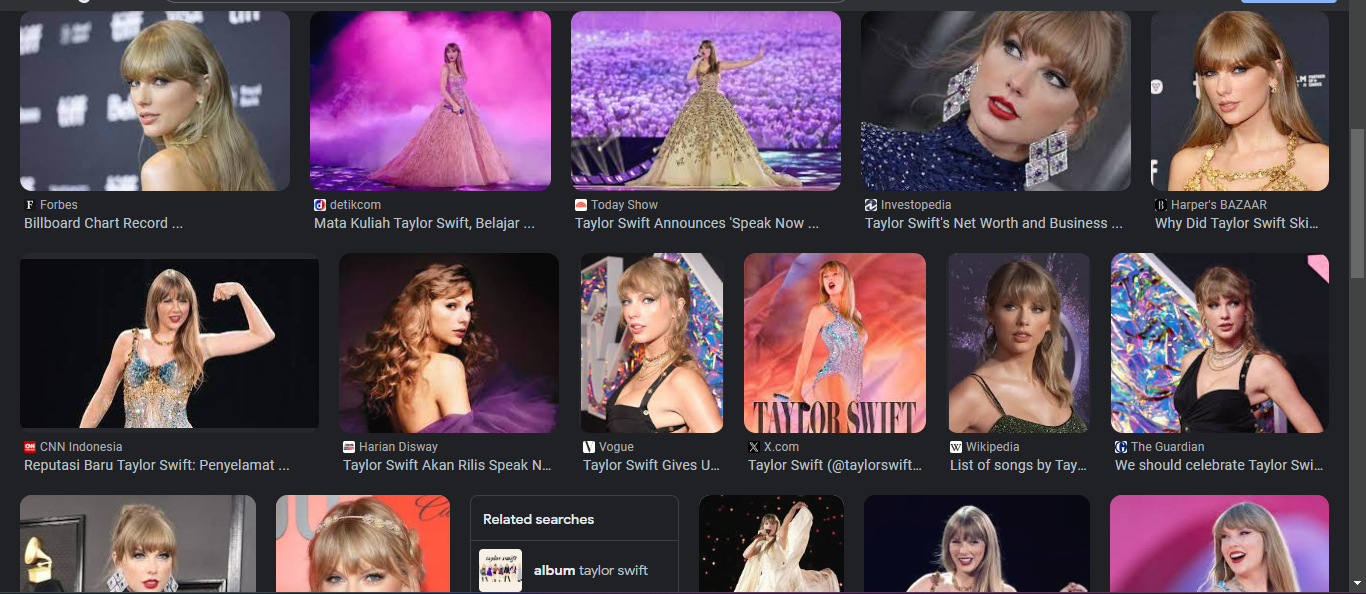 Forbes
Billboard Chart Record ...
detikcom
Mata Kuliah Taylor Swift, Belajar ...
Today Show
Taylor Swift Announces 'Speak Now ...
Investopedia
Taylor Swift's Net Worth and Business ...
Harper's BAZAAR
Why Did Taylor Swift Ski...
TAYLOR SWIFT
CNN Indonesia
Reputasi Baru Taylor Swift: Penyelamat ...
Harian Disway
Taylor Swift Akan Rilis Speak N...
Vogue
Taylor Swift Gives U...
X.com
Taylor Swift (@taylorswift...
Wikipedia
List of songs by Tay...
The Guardian
We should celebrate Taylor Swi...
Related searches
taylor swift
album taylor swift